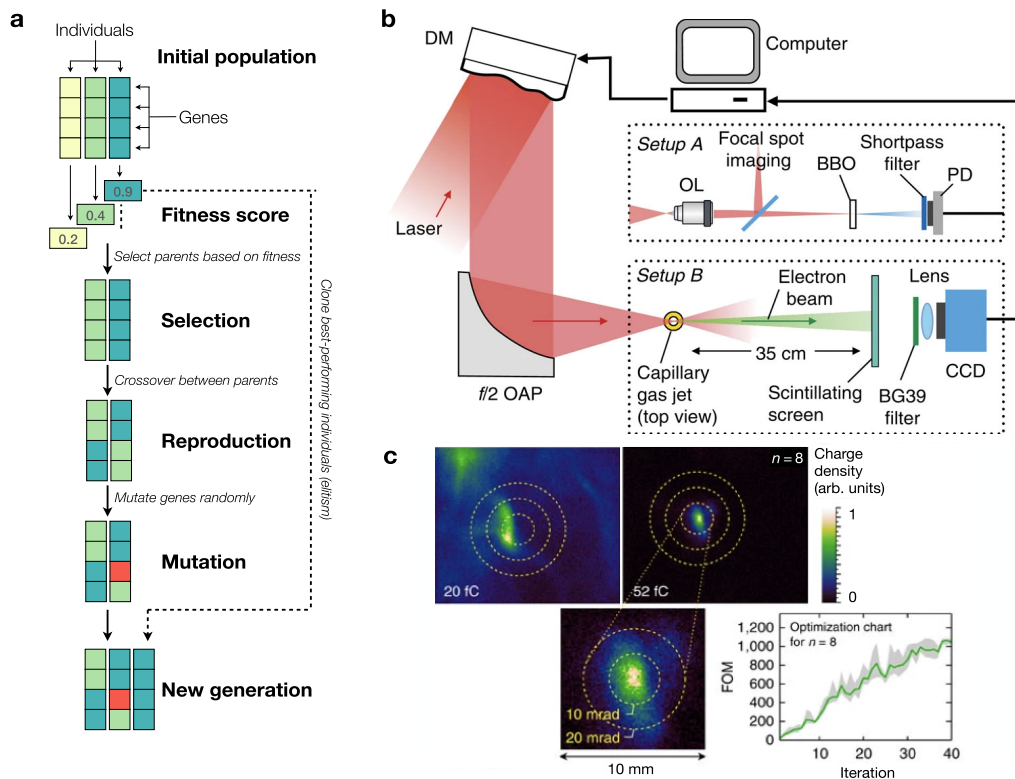 a
Individuals
Initial population
Genes
0.9
0.4
0.2
Fitness score
Select parents based on fitness
Selection
Crossover between parents
Reproduction
Mutate genes randomly
Mutation
New generation
Clone best-performing individuals (elitism)
b
DM
Computer
Laser
f/2 OAP
Setup A
Focal spot
imaging
OL
BBO
Shortpass
filter
PD
Setup B
Electron
beam
Lens
35 cm
Capillary
gas jet
(top view)
Scintillating
screen
BG39
filter
CCD
c
20 fC
n = 8
52 fC
Charge
density
(arb. units)
1
0
10 mrad
20 mrad
10 mm
Optimization chart
for n = 8
FOM
1,200
1,000
800
600
400
200
0
10
20
30
40
Iteration